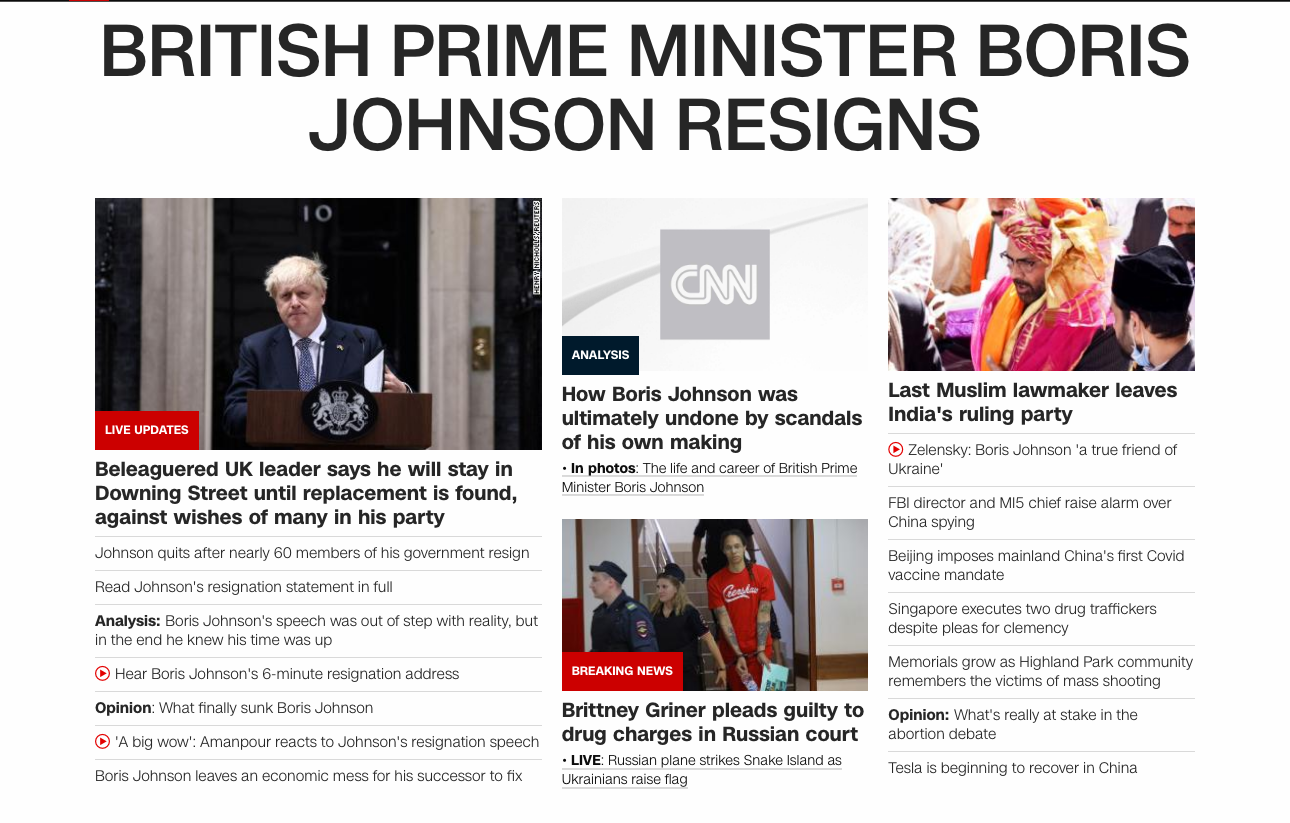 BRITISH PRIME MINISTER BORIS
JOHNSON RESIGNS
10
HENRY NICHOLLS/REUTERS
LIVE UPDATES
Beleaguered UK leader says he will stay in
Downing Street until replacement is found,
against wishes of many in his party
Johnson quits after nearly 60 members of his government resign
Read Johnson's resignation statement in full
Analysis: Boris Johnson's speech was out of step with reality, but
in the end he knew his time was up
Hear Boris Johnson's 6-minute resignation address
Opinion: What finally sunk Boris Johnson
'A big wow': Amanpour reacts to Johnson's resignation speech
Boris Johnson leaves an economic mess for his successor to fix
CNN
ANALYSIS
How Boris Johnson was
ultimately undone by scandals
of his own making
• In photos: The life and career of British Prime
Minister Boris Johnson
BREAKING NEWS
Brittney Griner pleads guilty to
drug charges in Russian court
• LIVE: Russian plane strikes Snake Island as
Ukrainians raise flag
Last Muslim lawmaker leaves
India's ruling party
Zelensky: Boris Johnson 'a true friend of
Ukraine'
FBI director and MI5 chief raise alarm over
China spying
Beijing imposes mainland China's first Covid
vaccine mandate
Singapore executes two drug traffickers
despite pleas for clemency
Memorials grow as Highland Park community
remembers the victims of mass shooting
Opinion: What's really at stake in the
abortion debate
Tesla is beginning to recover in China